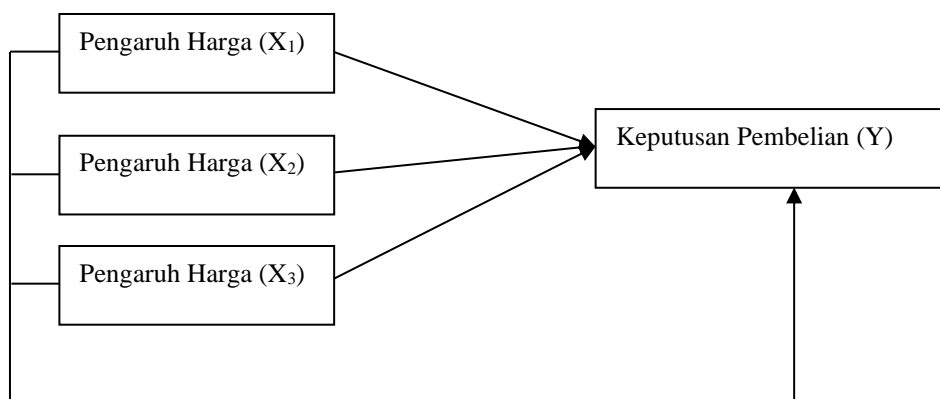 Pengaruh Harga (X₁)
Pengaruh Harga (X₂)
Pengaruh Harga (X₃)
Keputusan Pembelian (Y)